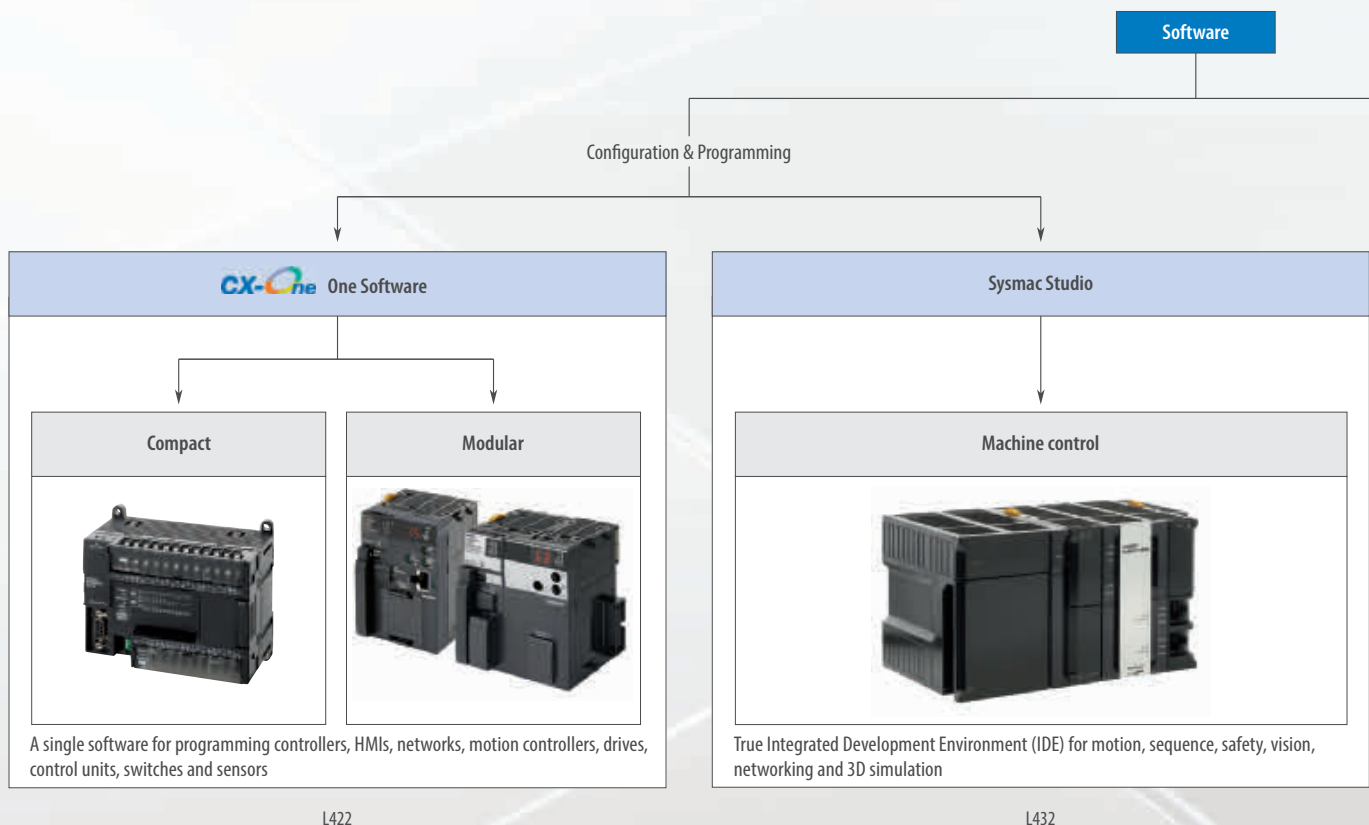 Software
Configuration & Programming
CX-One One Software
Sysmac Studio
Compact
Modular
Machine control
A single software for programming controllers, HMIs, networks, motion controllers, drives,
control units, switches and sensors
True Integrated Development Environment (IDE) for motion, sequence, safety, vision,
networking and 3D simulation
L422
L432